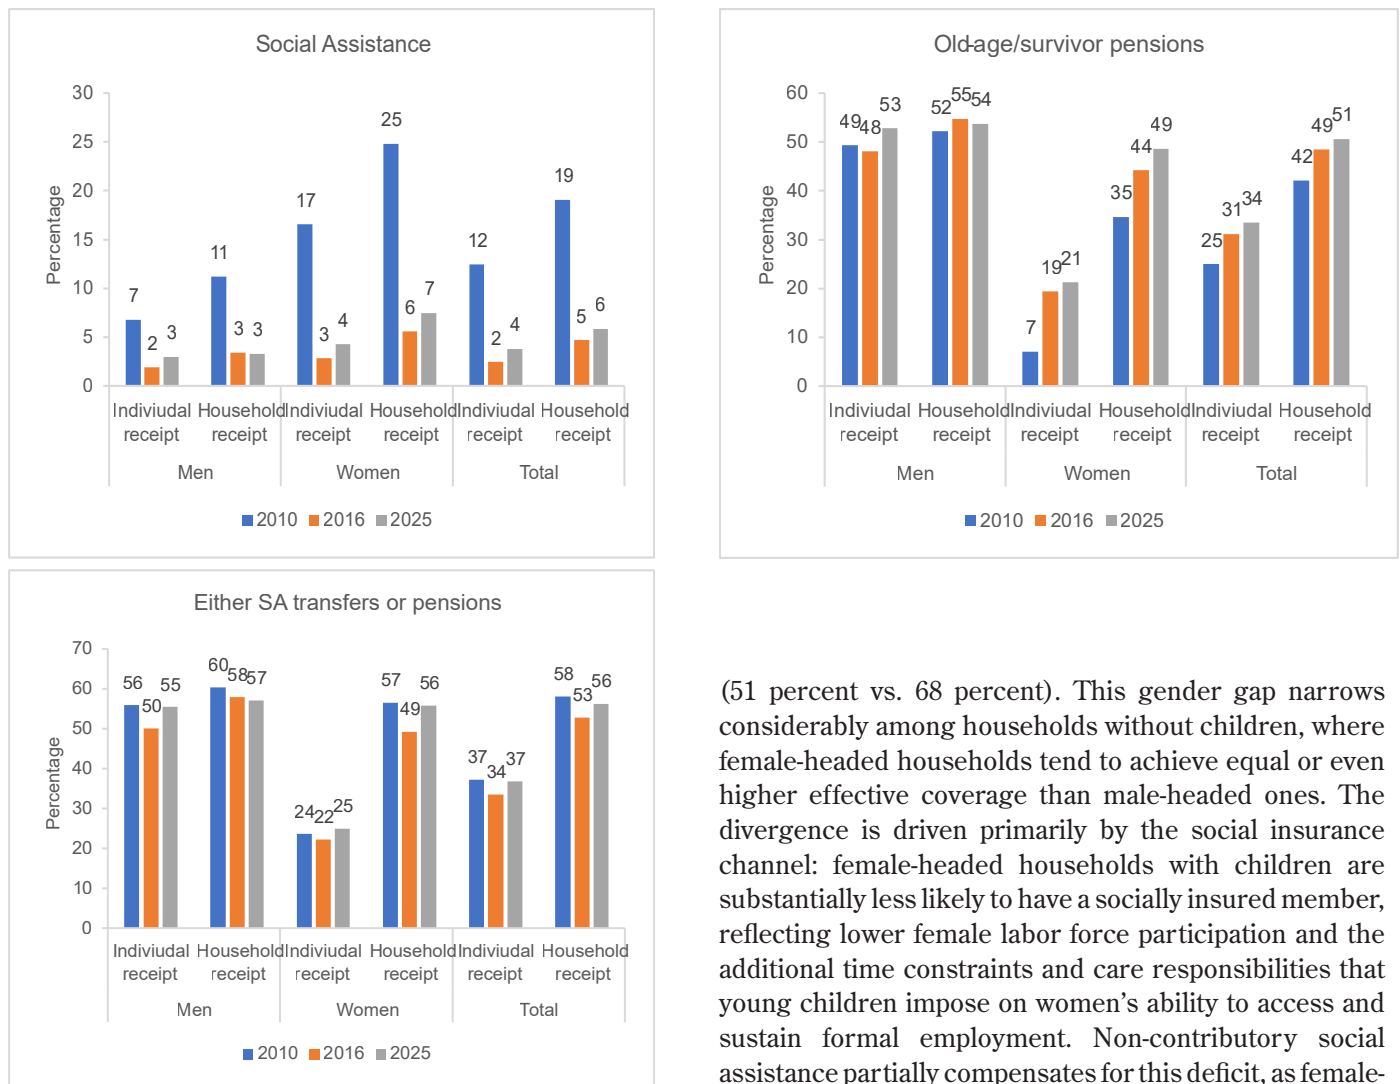 Social Assistance
30
25
20
15
10
5
0
Percentage
7
2
3
11
3
3
17
3
4
25
6
7
12
2
4
19
5
6
Indiviudal receipt
Household receipt
Indiviudal receipt
Household receipt
Indiviudal receipt
Household receipt
Men
Women
Total
2010
2016
2025
Old-age/survivor pensions
60
50
40
30
20
10
0
Percentage
49
48
53
52
55
54
7
19
21
35
44
49
25
31
34
42
49
51
Indiviudal receipt
Household receipt
Indiviudal receipt
Household receipt
Indiviudal receipt
Household receipt
Men
Women
Total
2010
2016
2025
Either SA transfers or pensions
70
60
50
40
30
20
10
0
Percentage
56
50
55
60
58
57
24
22
25
57
49
56
37
34
37
58
53
56
Indiviudal receipt
Household receipt
Indiviudal receipt
Household receipt
Indiviudal receipt
Household receipt
Men
Women
Total
2010
2016
2025
(51 percent vs. 68 percent). This gender gap narrows
considerably among households without children, where
female-headed households tend to achieve equal or even
higher effective coverage than male-headed ones. The
divergence is driven primarily by the social insurance
channel: female-headed households with children are
substantially less likely to have a socially insured member,
reflecting lower female labor force participation and the
additional time constraints and care responsibilities that
young children impose on women's ability to access and
sustain formal employment. Non-contributory social
assistance partially compensates for this deficit, as female-